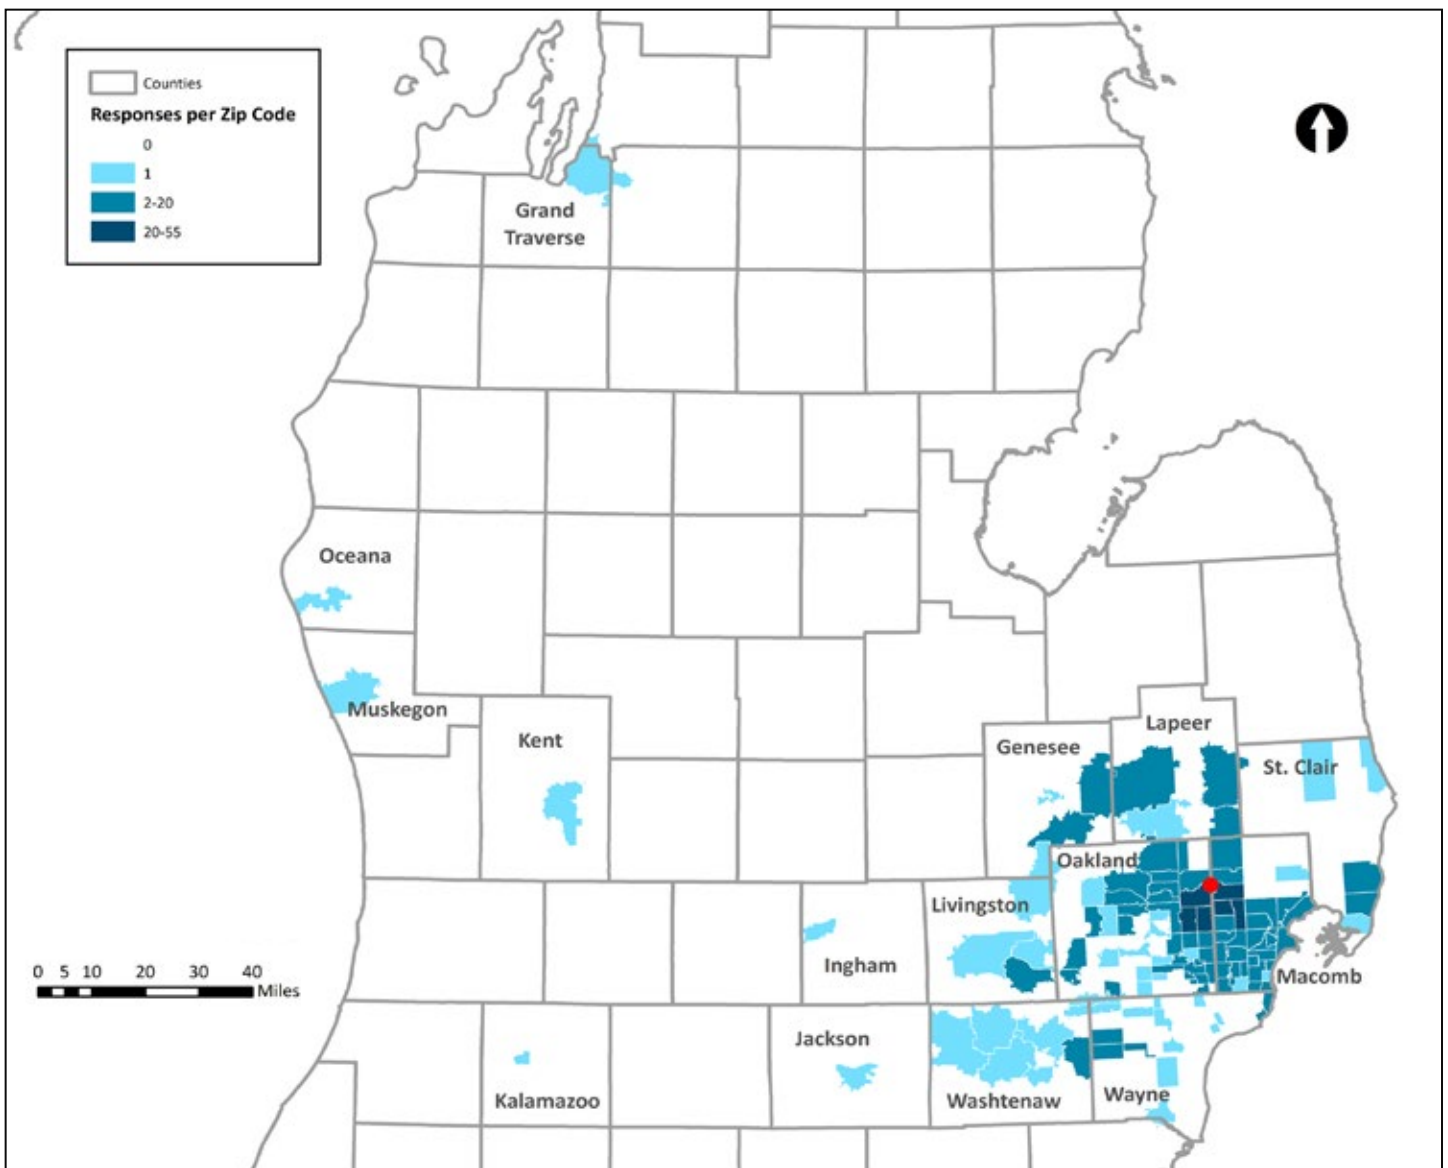 Counties
Responses per Zip Code
0
1
2-20
20-55
Grand
Traverse
Oceana
Muskegon
Kent
Lapeer
Genesee
St. Clair
Oakland
Livingston
Ingham
Macomb
0 5 10 20 30 40
Miles
Jackson
Kalamazoo
Washtenaw
Wayne